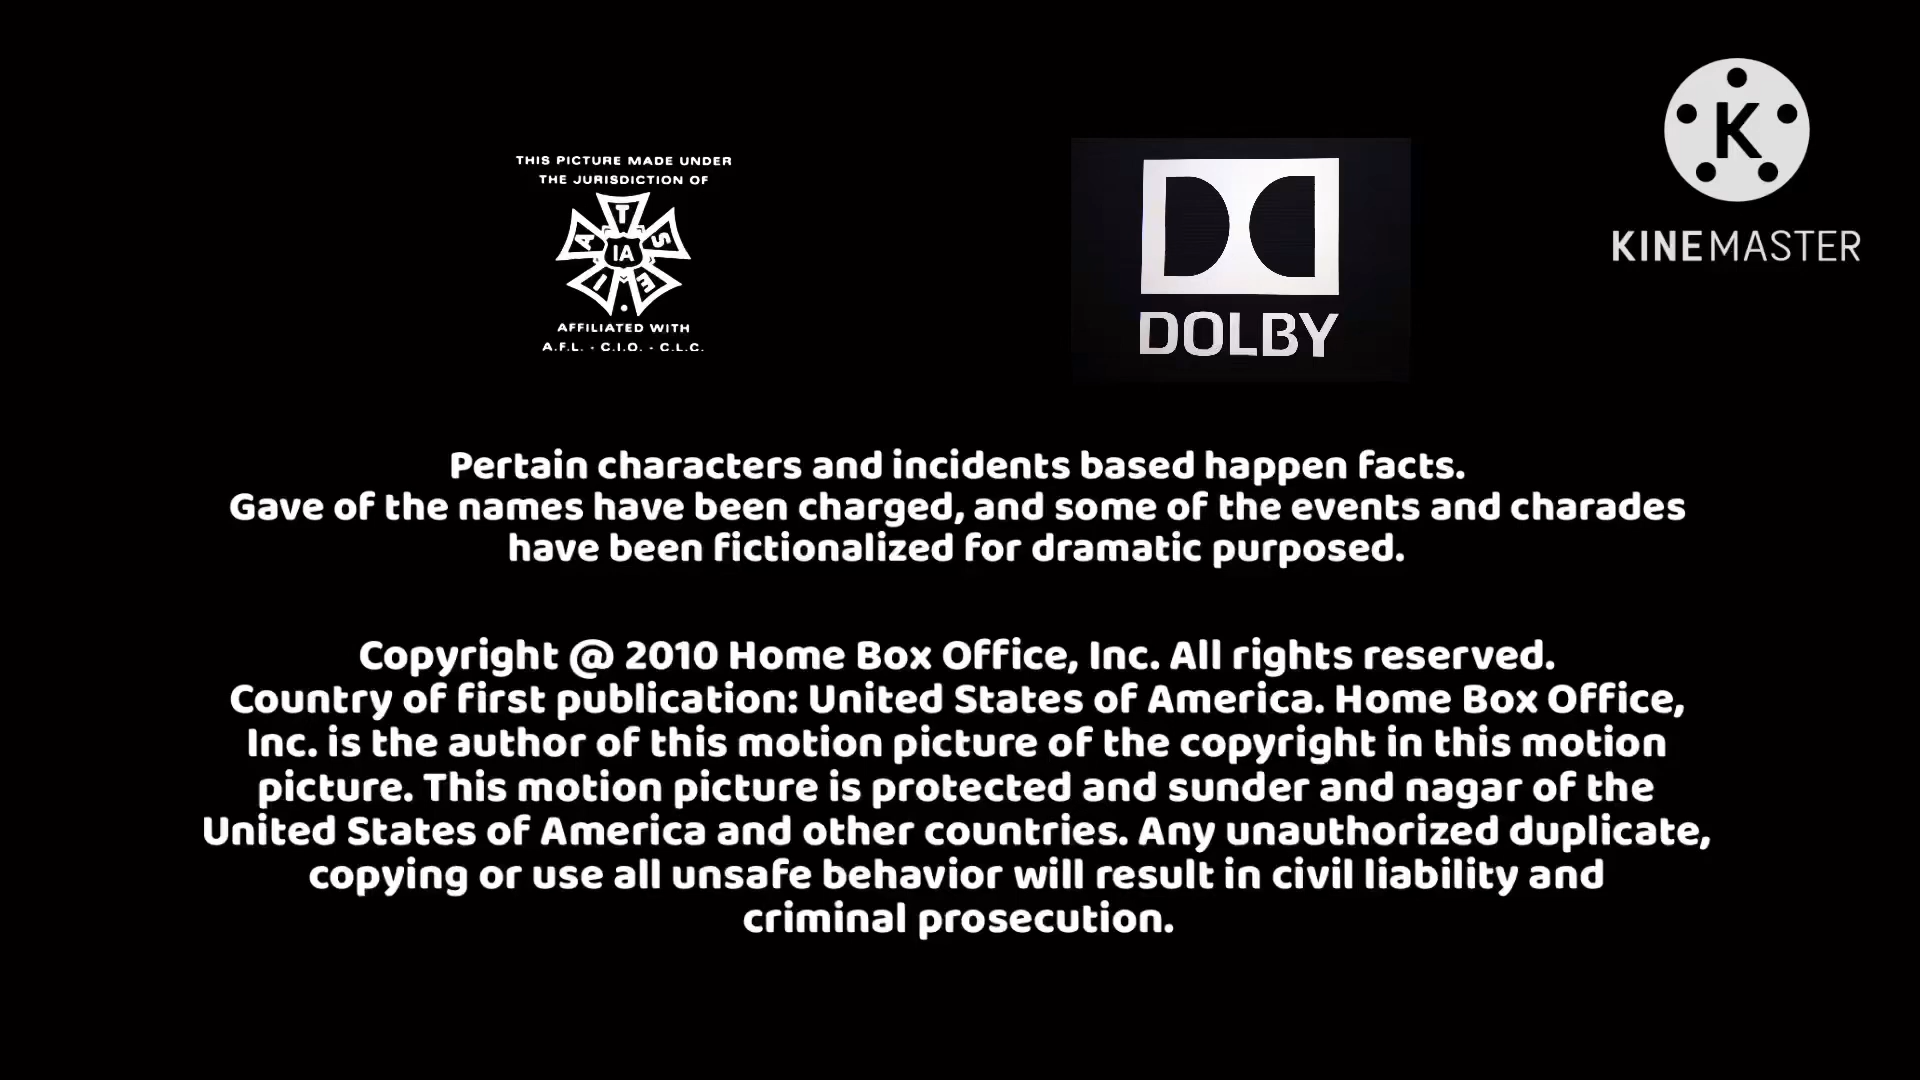 THIS PICTURE MADE UNDER
THE JURISDICTION OF
I A T S E
IA
AFFILIATED WITH
A.F.L. - C.I.O. - C.L.C.
DOLBY
K
KINEMASTER
Pertain characters and incidents based happen facts.
Gave of the names have been charged, and some of the events and charades
have been fictionalized for dramatic purposed.
Copyright @ 2010 Home Box Office, Inc. All rights reserved.
Country of first publication: United States of America. Home Box Office,
Inc. is the author of this motion picture of the copyright in this motion
picture. This motion picture is protected and sunder and nagar of the
United States of America and other countries. Any unauthorized duplicate,
copying or use all unsafe behavior will result in civil liability and
criminal prosecution.